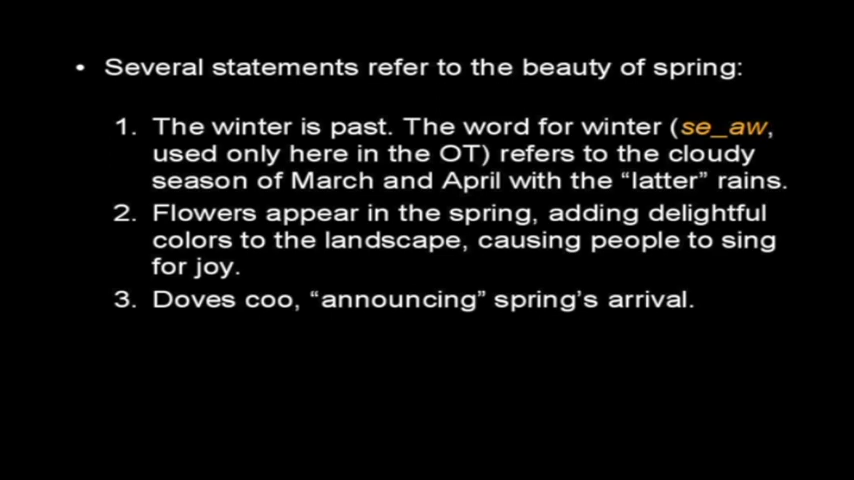 • Several statements refer to the beauty of spring:
1. The winter is past. The word for winter (se_aw,
used only here in the OT) refers to the cloudy
season of March and April with the “latter” rains.
2. Flowers appear in the spring, adding delightful
colors to the landscape, causing people to sing
for joy.
3. Doves coo, “announcing” spring’s arrival.